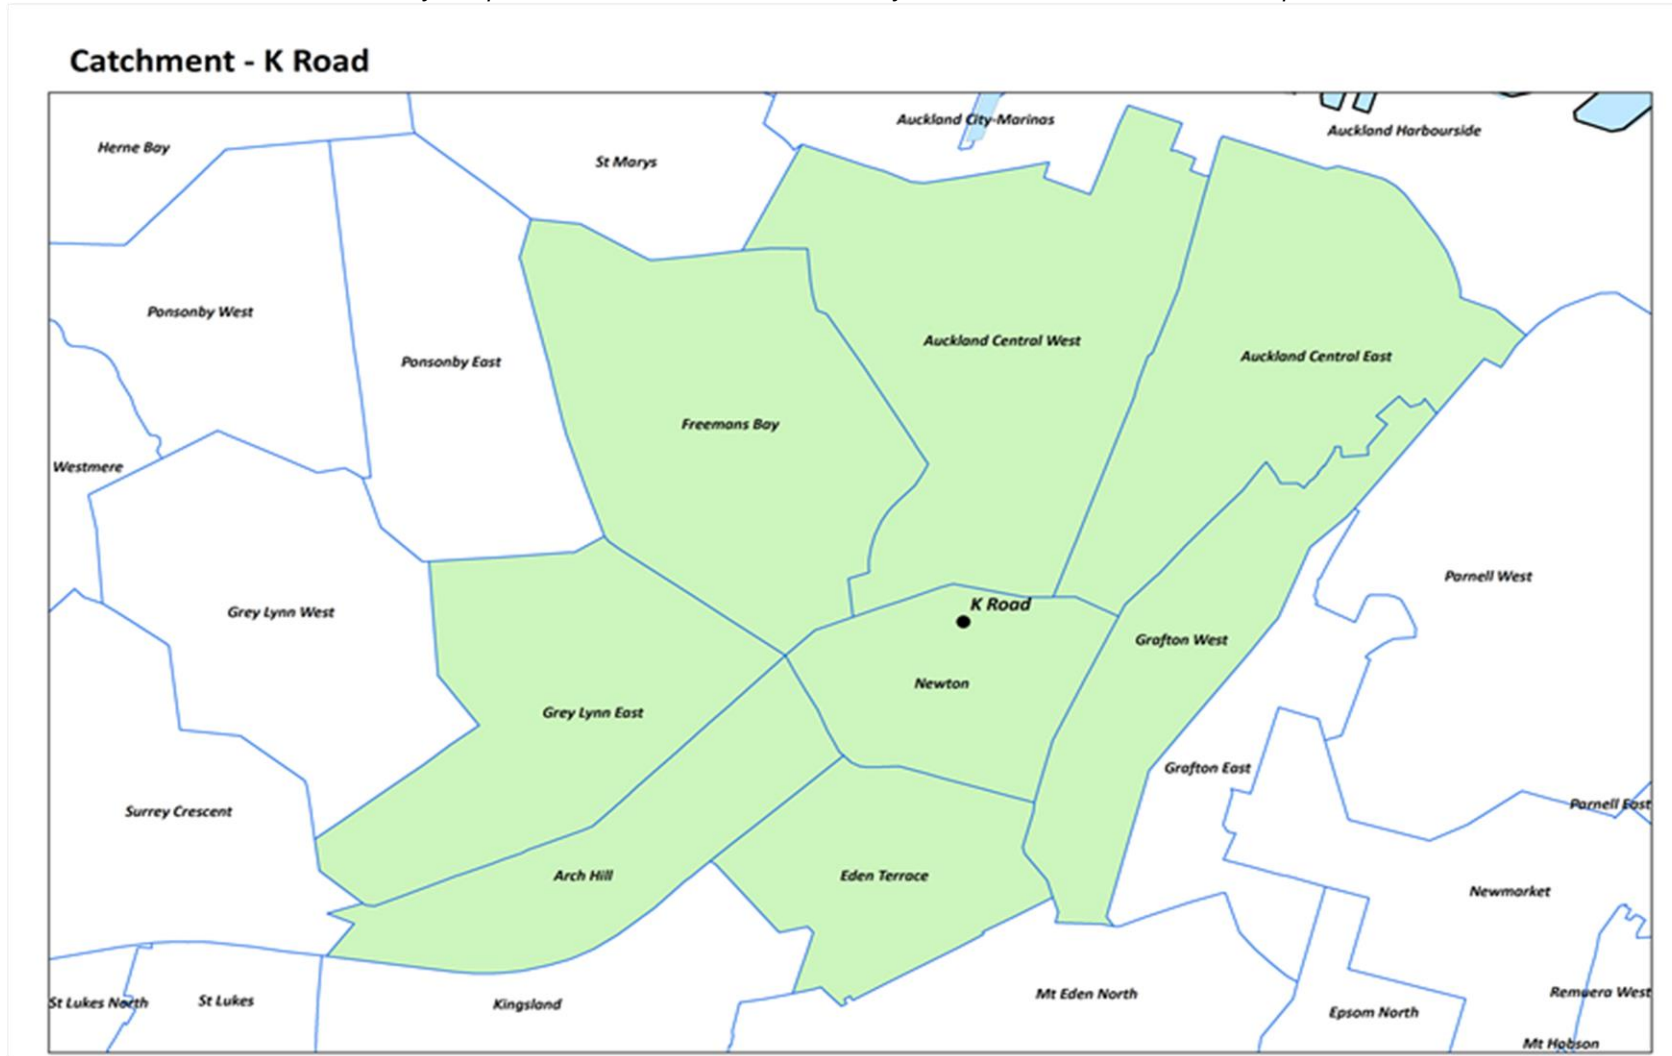 Catchment - K Road
Auckland City-Marinas
Auckland Harbourside
Herne Bay
St Marys
Ponsonby West
Auckland Central West
Auckland Central East
Ponsonby East
Freemans Bay
Westmere
Parnell West
K Road
Grey Lynn West
Grafton West
Newton
Grey Lynn East
Grafton East
Parnell East
Surrey Crescent
Arch Hill
Eden Terrace
Newmarket
Remuera West
Mt Eden North
St Lukes North
St Lukes
Kingsland
Epsom North
Mt Hobson